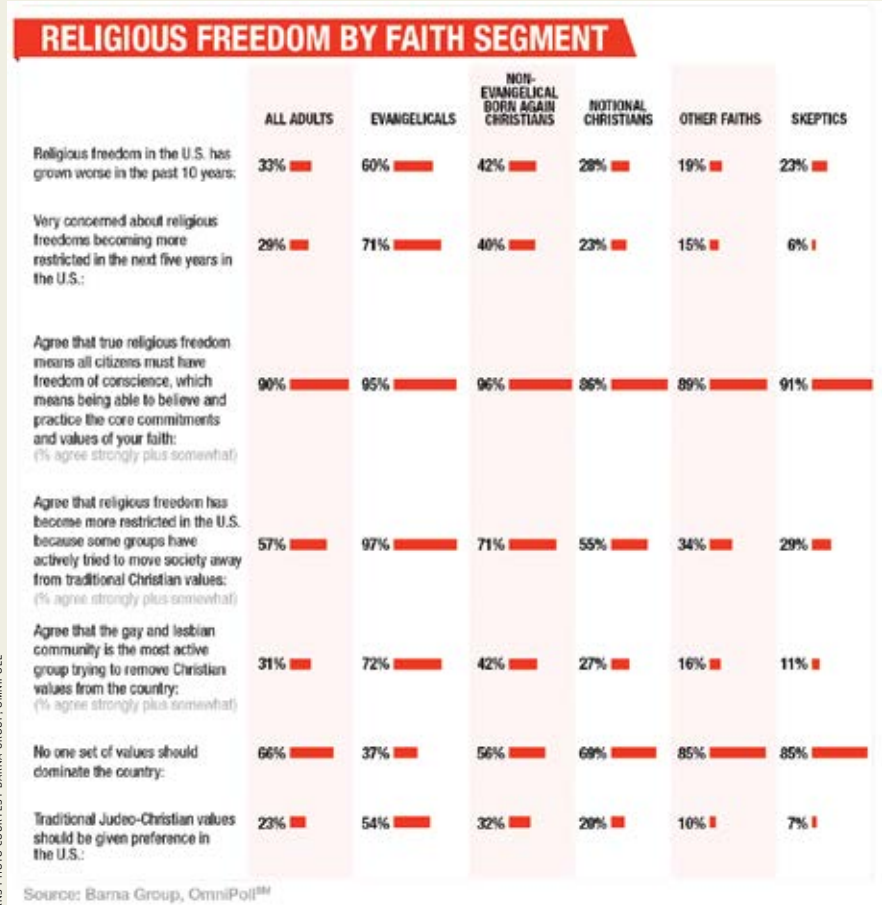 RELIGIOUS FREEDOM BY FAITH SEGMENT
ALL ADULTS
EVANGELICALS
NON-
EVANGELICAL
BORN AGAIN
CHRISTIANS
NOTIONAL
CHRISTIANS
OTHER FAITHS
SKEPTICS
Religious freedom in the U.S. has
grown worse in the past 10 years:
33% 60% 42% 28% 19% 23%
Very concerned about religious
freedoms becoming more
restricted in the next five years in
the U.S.:
29% 71% 40% 23% 15% 6%
Agree that true religious freedom
means all citizens must have
freedom of conscience, which
means being able to believe and
practice the core commitments
and values of your faith:
(% agree strongly plus somewhat)
90% 95% 96% 86% 89% 91%
Agree that religious freedom has
become more restricted in the U.S.
because some groups have
actively tried to move society away
from traditional Christian values:
(% agree strongly plus somewhat)
57% 97% 71% 55% 34% 29%
Agree that the gay and lesbian
community is the most active
group trying to remove Christian
values from the country:
(% agree strongly plus somewhat)
31% 72% 42% 27% 16% 11%
No one set of values should
dominate the country:
66% 37% 56% 69% 85% 85%
Traditional Judeo-Christian values
should be given preference in
the U.S.:
23% 54% 32% 20% 10% 7%
Source: Barna Group, OmniPoll℠